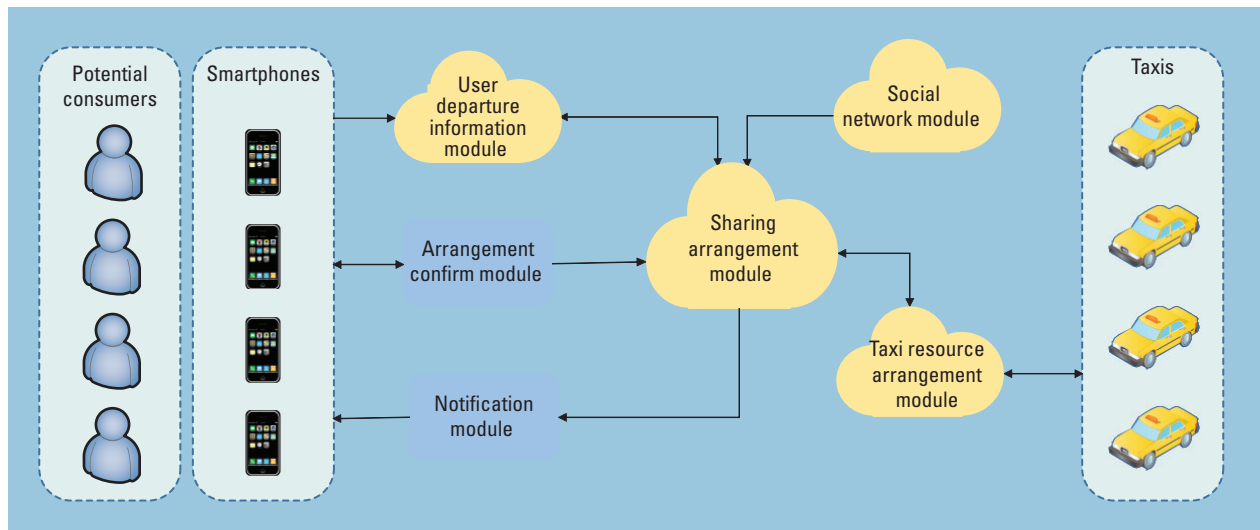 Potential
consumers
Smartphones
User
departure
information
module
Social
network module
Taxis
Arrangement
confirm module
Sharing
arrangement
module
Taxi resource
arrangement
module
Notification
module